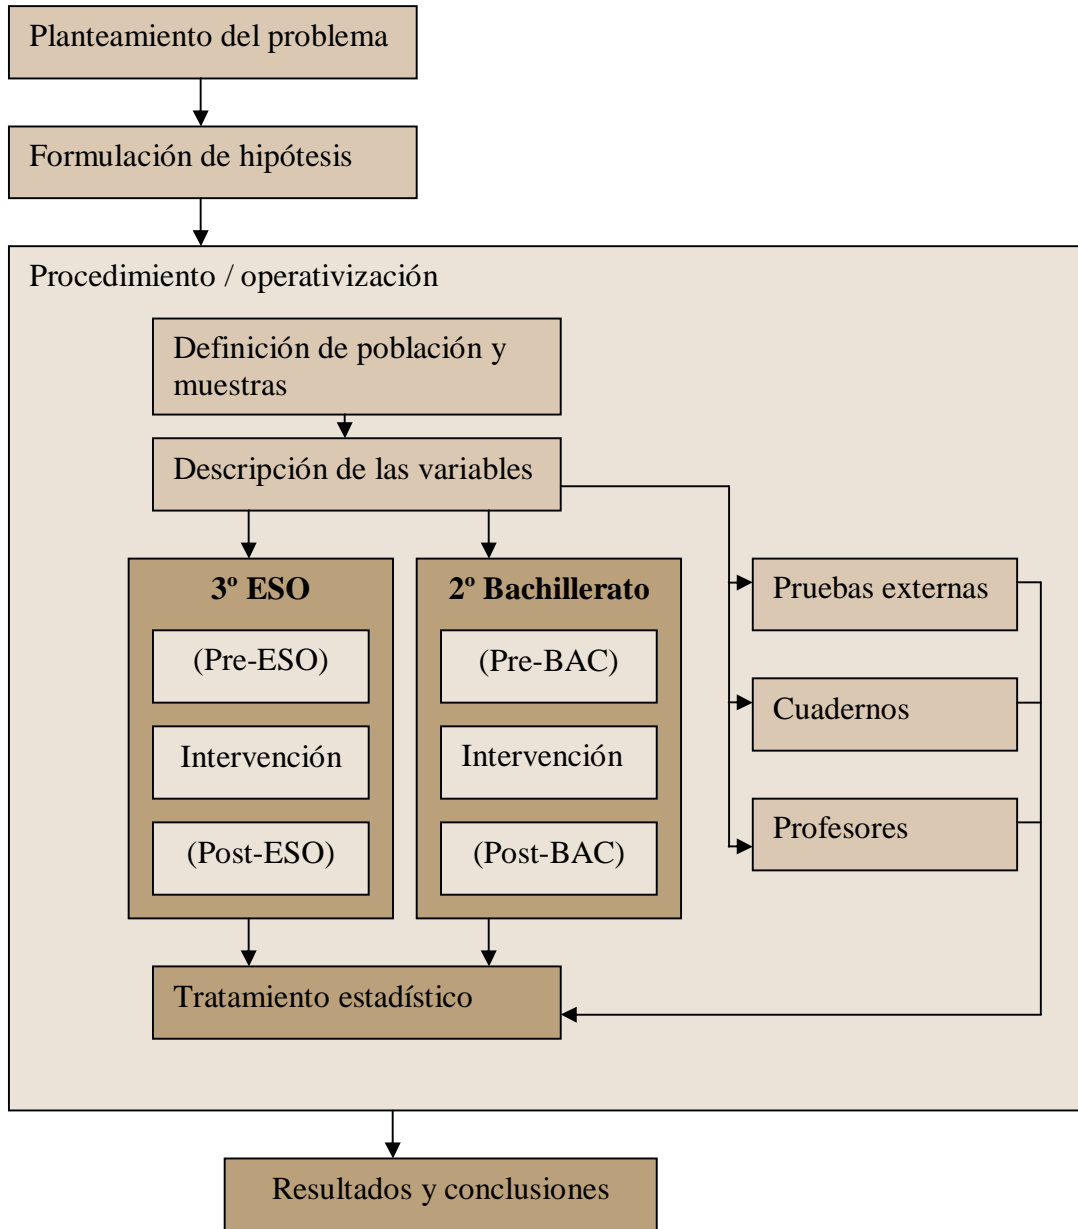 Planteamiento del problema
Formulación de hipótesis
Procedimiento / operativización
Definición de población y
muestras
Descripción de las variables
3º ESO
(Pre-ESO)
Intervención
(Post-ESO)
2º Bachillerato
(Pre-BAC)
Intervención
(Post-BAC)
Pruebas externas
Cuadernos
Profesores
Tratamiento estadístico
Resultados y conclusiones